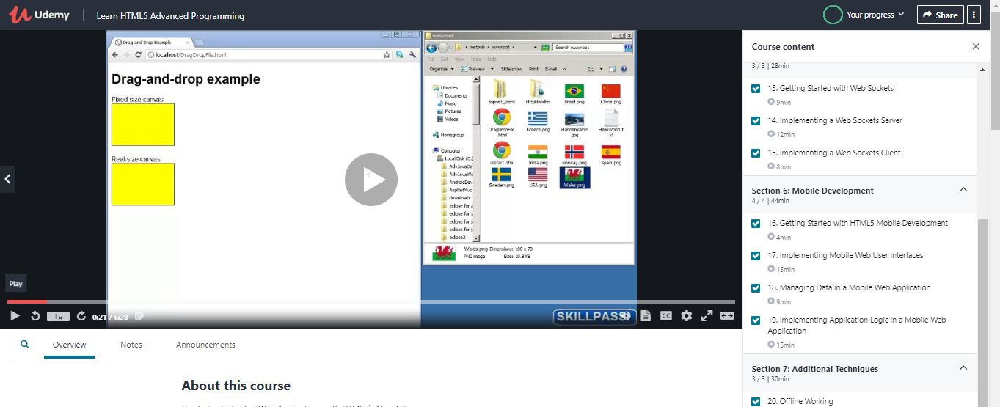 Udemy
Learn HTML5 Advanced Programming
Your progress
Share
Drag-and-Drop Example
localhost/DragDropFile.html
Drag-and-drop example
Fixed-size canvas
Real-size canvas
wwwroot
inetpub wwwroot
Search wwwroot
File Edit View Tools Help
Organize Preview Slide show Print E-mail »
Libraries
Documents
Music
Pictures
Videos
Homegroup
Computer
Local Disk (C:)
AdvJavaDev
AdvJavaWo
AndroidDev
AspNetMvc
downloads
eclipse for a
eclipse for j
eclipse for j
eclipse for j
eclipse2
aspnet_client
HttpHandler
Brazil.png
China.png
DragDropFile
.html
Greece.png
Hahnenkamm
.jpg
HelloWorld.t
xt
iisstart.htm
India.png
Norway.png
Spain.png
Sweden.png
USA.png
Wales.png
Wales.png Dimensions: 100 x 70
PNG image Size: 10.8 KB
Play
1x
0:21 / 6:28
SKILLPASS
CC
Course content
3 / 3 | 28min
13. Getting Started with Web Sockets
9min
14. Implementing a Web Sockets Server
12min
15. Implementing a Web Sockets Client
8min
Section 6: Mobile Development
4 / 4 | 44min
16. Getting Started with HTML5 Mobile Development
4min
17. Implementing Mobile Web User Interfaces
15min
18. Managing Data in a Mobile Web Application
9min
19. Implementing Application Logic in a Mobile Web
Application
15min
Section 7: Additional Techniques
3 / 3 | 30min
20. Offline Working
Overview
Notes
Announcements
About this course